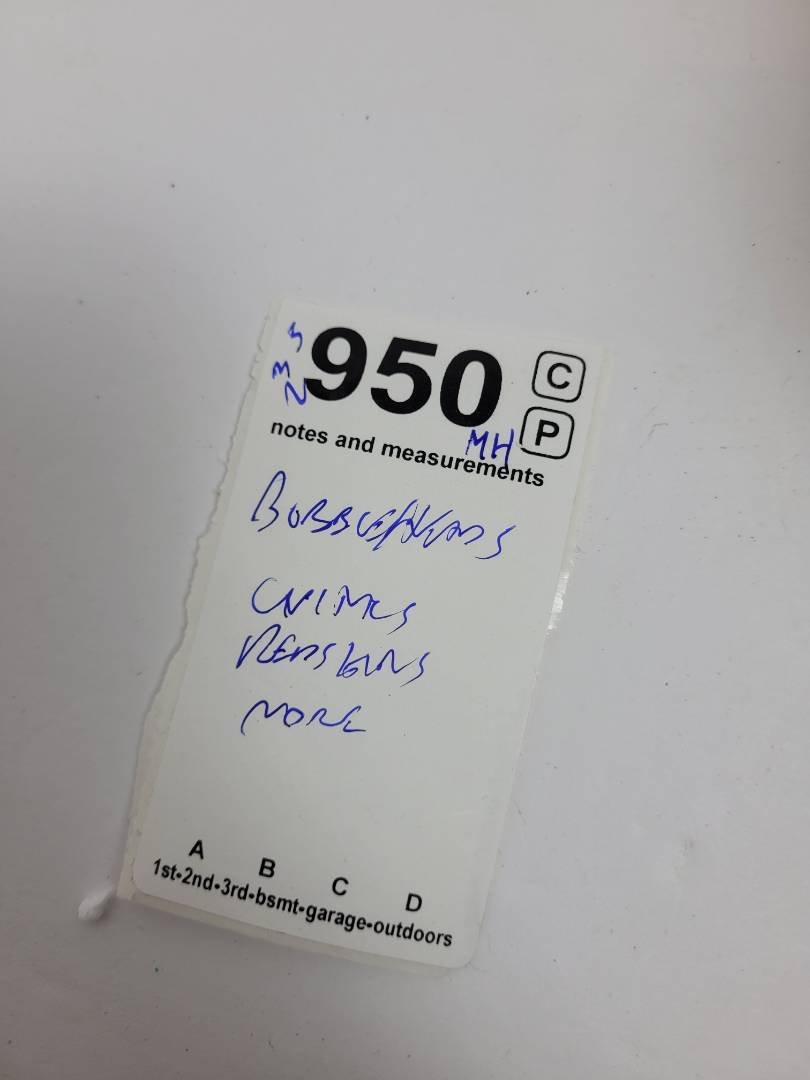 950
C
P
MH
notes and measurements
BOBBLEHEADS
MORE
A B C D
1st•2nd•3rd•bsmt•garage•outdoors